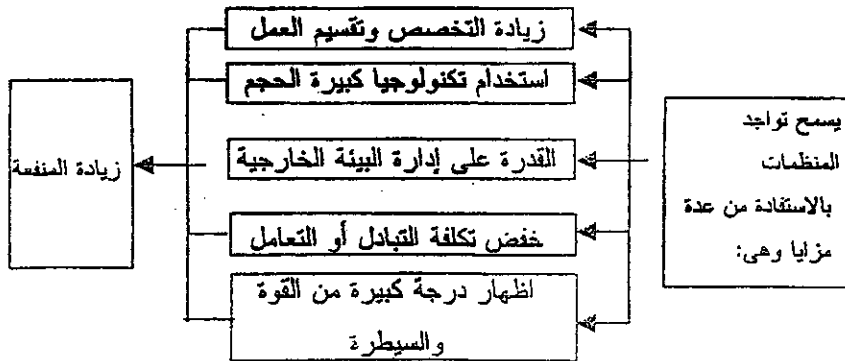 يسمح تواجد
المنظمات
بالاستفادة من عدة
مزايا وهى:
زيادة التخصص وتقسيم العمل
استخدام تكنولوجيا كبيرة الحجم
القدرة على إدارة البيئة الخارجية
خفض تكلفة التبادل أو التعامل
اظهار درجة كبيرة من القوة
والسيطرة
زيادة المنفعة